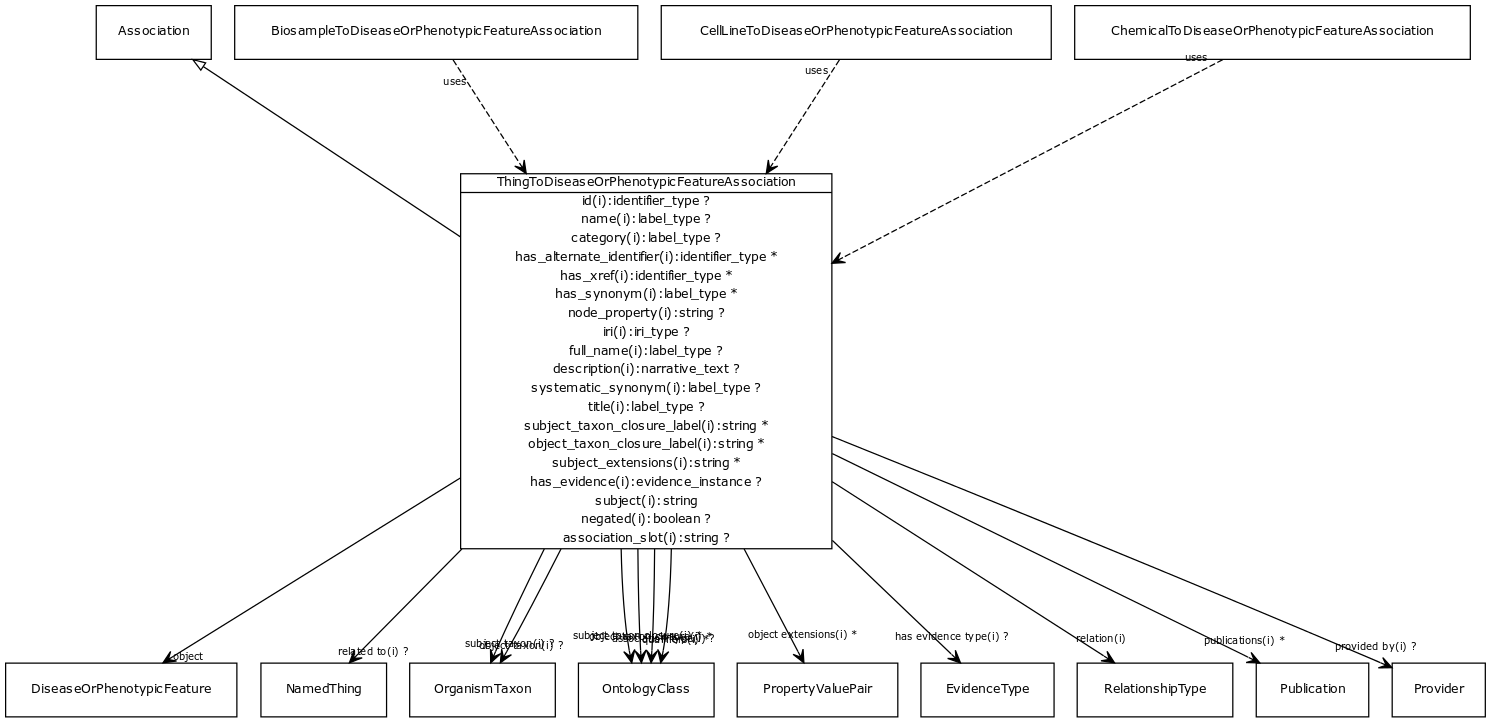 Association
BiosampleToDiseaseOrPhenotypicFeatureAssociation
CellLineToDiseaseOrPhenotypicFeatureAssociation
ChemicalToDiseaseOrPhenotypicFeatureAssociation
uses
uses
uses
ThingToDiseaseOrPhenotypicFeatureAssociation
id(i):identifier_type ?
name(i):label_type ?
category(i):label_type ?
has_alternate_identifier(i):identifier_type *
has_xref(i):identifier_type *
has_synonym(i):label_type *
node_property(i):string ?
iri(i):iri_type ?
full_name(i):label_type ?
description(i):narrative_text ?
systematic_synonym(i):label_type ?
title(i):label_type ?
subject_taxon_closure_label(i):string *
object_taxon_closure_label(i):string *
subject_extensions(i):string *
has_evidence(i):evidence_instance ?
subject(i):string
negated(i):boolean ?
association_slot(i):string ?
object
related to(i) ?
subject taxon(i) ?
object taxon(i) ?
object extensions(i) *
has evidence type(i) ?
relation(i)
publications(i) *
provided by(i) ?
DiseaseOrPhenotypicFeature
NamedThing
OrganismTaxon
OntologyClass
PropertyValuePair
EvidenceType
RelationshipType
Publication
Provider